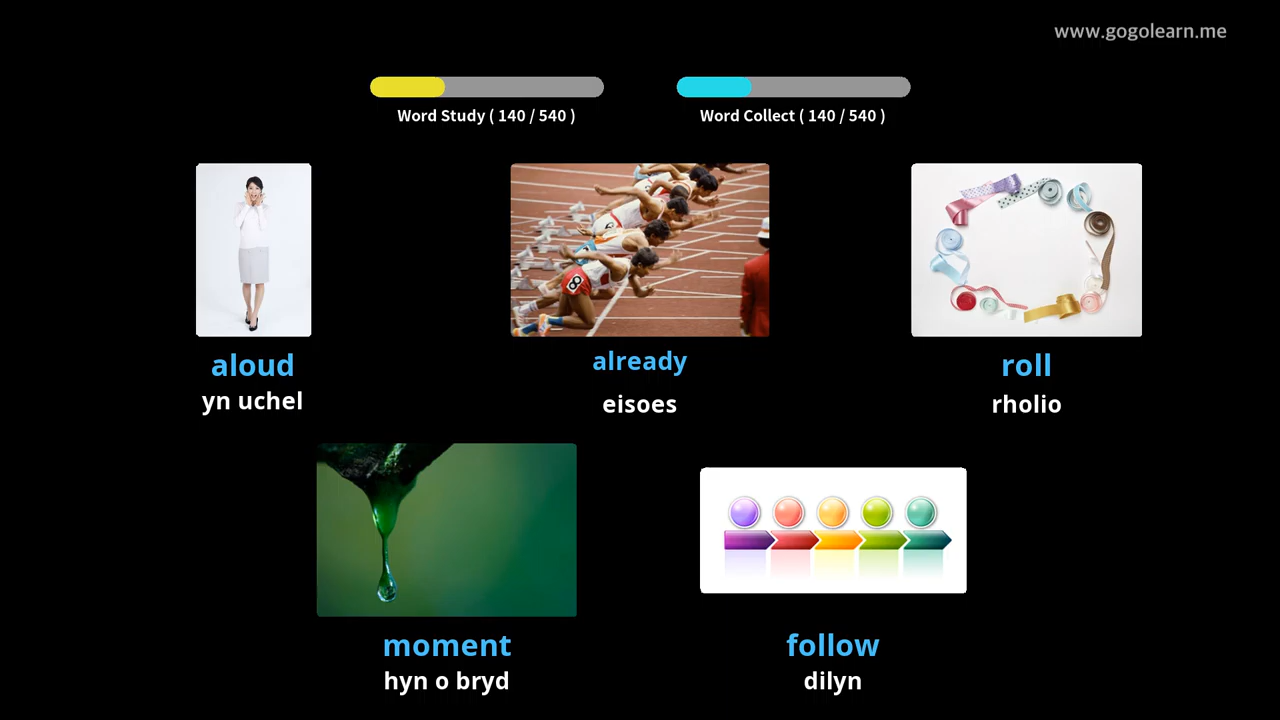 www.gogolearn.me
Word Study ( 140 / 540 )
Word Collect ( 140 / 540 )
8
aloud
yn uchel
already
eisoes
roll
rholio
moment
hyn o bryd
follow
dilyn